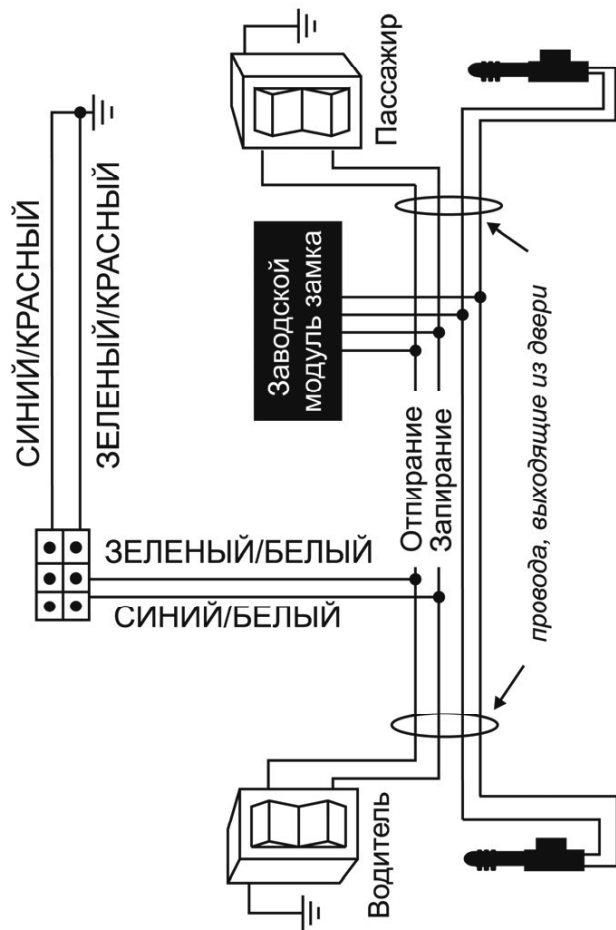 СИНИЙ/КРАСНЫЙ
ЗЕЛЕНЫЙ/КРАСНЫЙ
ЗЕЛЕНЫЙ/БЕЛЫЙ
СИНИЙ/БЕЛЫЙ
Водитель
Пассажир
Заводской
модуль замка
Отпирание
Запирание
провода, выходящие из двери